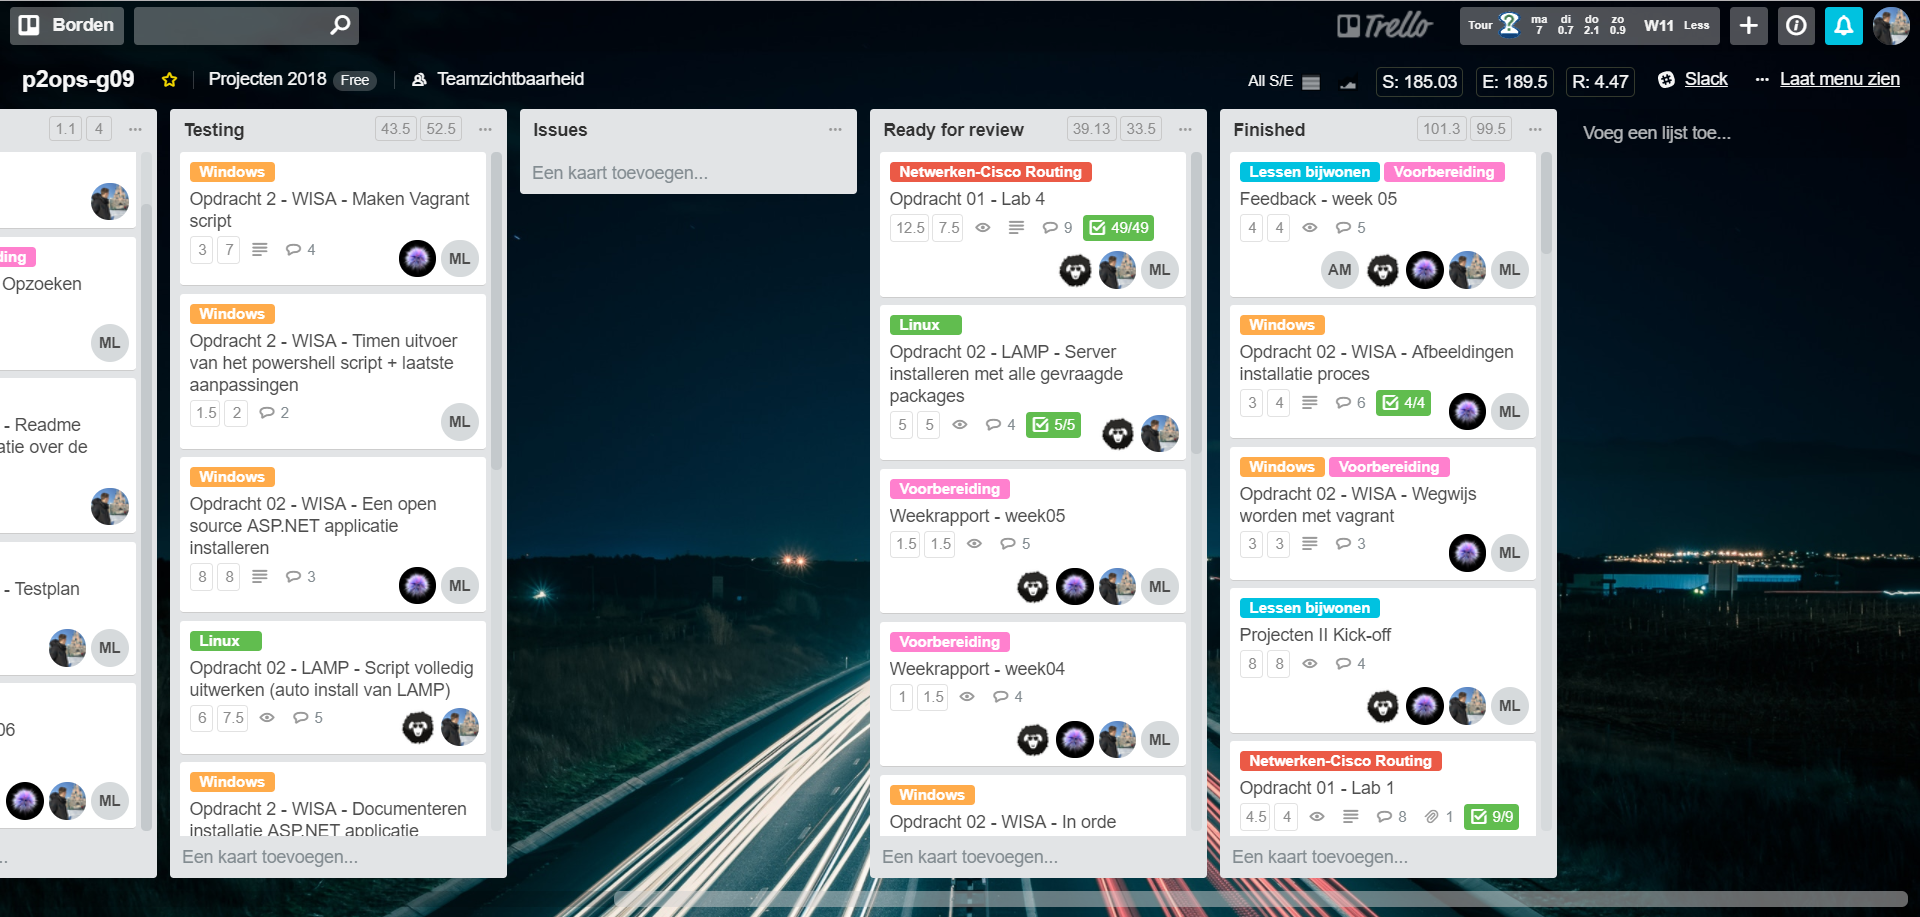 Borden
Trello
Tour ma 7 di 0.7 do 2.1 zo 0.9 W11 Less
p2ops-g09 Projecten 2018 Free Teamzichtbaarheid
All S/E S: 185.03 E: 189.5 R: 4.47 Slack ... Laat menu zien
1.1 4 ...
ding
Opzoeken
ML
- Readme
atie over de
- Testplan
ML
06
ML
...
Testing 43.5 52.5 ...
Windows
Opdracht 2 - WISA - Maken Vagrant
script
3 7 4
ML
Windows
Opdracht 2 - WISA - Timen uitvoer
van het powershell script + laatste
aanpassingen
1.5 2 2
ML
Windows
Opdracht 02 - WISA - Een open
source ASP.NET applicatie
installeren
8 8 3
ML
Linux
Opdracht 02 - LAMP - Script volledig
uitwerken (auto install van LAMP)
6 7.5 5
Windows
Opdracht 2 - WISA - Documenteren
installatie ASP.NET applicatie
Een kaart toevoegen...
Issues ...
Een kaart toevoegen...
Ready for review 39.13 33.5 ...
Netwerken-Cisco Routing
Opdracht 01 - Lab 4
12.5 7.5 9 49/49
ML
Linux
Opdracht 02 - LAMP - Server
installeren met alle gevraagde
packages
5 5 4 5/5
Voorbereiding
Weekrapport - week05
1.5 1.5 5
ML
Voorbereiding
Weekrapport - week04
1 1.5 4
ML
Windows
Opdracht 02 - WISA - In orde
Een kaart toevoegen...
Finished 101.3 99.5 ...
Lessen bijwonen Voorbereiding
Feedback - week 05
4 4 5
AM ML
Windows
Opdracht 02 - WISA - Afbeeldingen
installatie proces
3 4 6 4/4
ML
Windows Voorbereiding
Opdracht 02 - WISA - Wegwijs
worden met vagrant
3 3 3
ML
Lessen bijwonen
Projecten II Kick-off
8 8 4
ML
Netwerken-Cisco Routing
Opdracht 01 - Lab 1
4.5 4 8 1 9/9
Een kaart toevoegen...
Voeg een lijst toe...